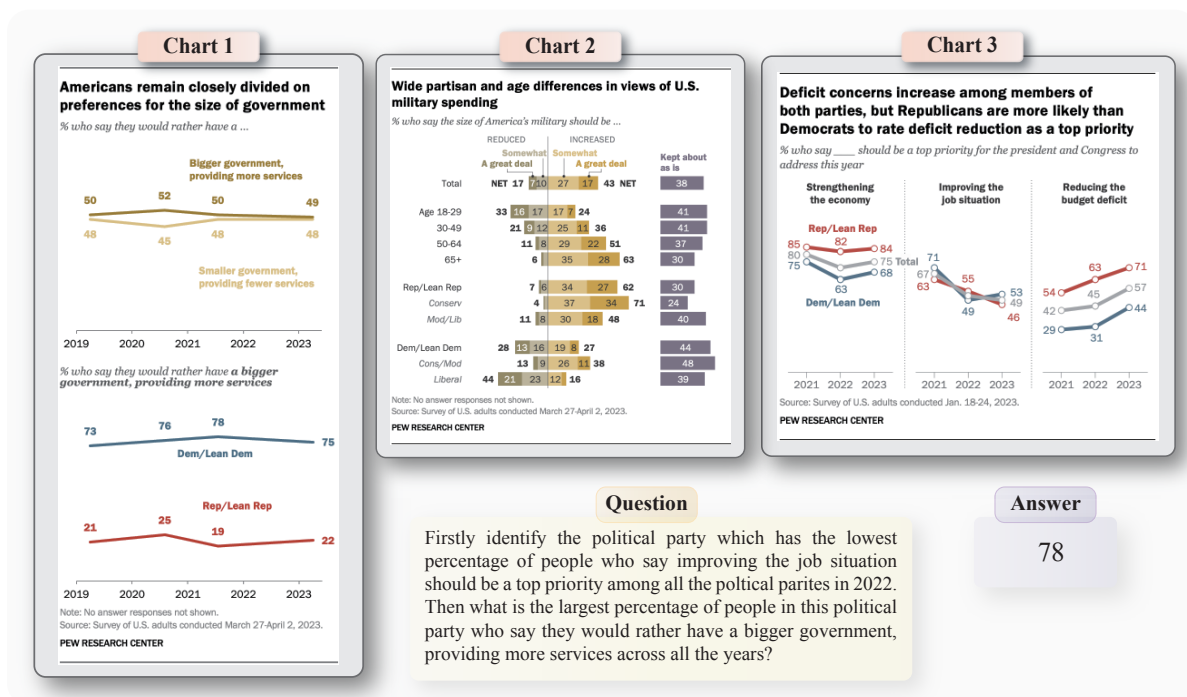 Chart 1
Americans remain closely divided on
preferences for the size of government
% who say they would rather have a ...
Bigger government,
providing more services
50 52 50 49
48 45 48 48
Smaller government,
providing fewer services
2019 2020 2021 2022 2023
% who say they would rather have a bigger
government, providing more services
73 76 78 75
Dem/Lean Dem
Rep/Lean Rep
21 25 19 22
2019 2020 2021 2022 2023
Note: No answer responses not shown.
Source: Survey of U.S. adults conducted March 27-April 2, 2023.
PEW RESEARCH CENTER
Chart 2
Wide partisan and age differences in views of U.S.
military spending
% who say the size of America's military should be ...
REDUCED INCREASED
Somewhat Somewhat Kept about
A great deal A great deal as is
Total NET 17 7 10 27 17 43 NET 38
Age 18-29 33 16 17 17 7 24 41
30-49 21 9 12 25 11 36 41
50-64 11 8 29 22 51 37
65+ 6 35 28 63 30
Rep/Lean Rep 7 6 34 27 62 30
Conserv 4 37 34 71 24
Mod/Lib 11 8 30 18 48 40
Dem/Lean Dem 28 13 16 19 8 27 44
Cons/Mod 13 9 26 11 38 48
Liberal 44 21 23 12 16 39
Note: No answer responses not shown.
Source: Survey of U.S. adults conducted March 27-April 2, 2023.
PEW RESEARCH CENTER
Chart 3
Deficit concerns increase among members of
both parties, but Republicans are more likely than
Democrats to rate deficit reduction as a top priority
% who say ____ should be a top priority for the president and Congress to
address this year
Strengthening
the economy
Rep/Lean Rep
85 82 84
80 75 Total
75 63 68
Dem/Lean Dem
2021 2022 2023
Improving the
job situation
71
67 55 53
63 49 49
46
2021 2022 2023
Reducing the
budget deficit
54 63 71
42 45 57
29 31 44
2021 2022 2023
Source: Survey of U.S. adults conducted Jan. 18-24, 2023.
PEW RESEARCH CENTER
Question
Firstly identify the political party which has the lowest
percentage of people who say improving the job situation
should be a top priority among all the poltical parites in 2022.
Then what is the largest percentage of people in this political
party who say they would rather have a bigger government,
providing more services across all the years?
Answer
78